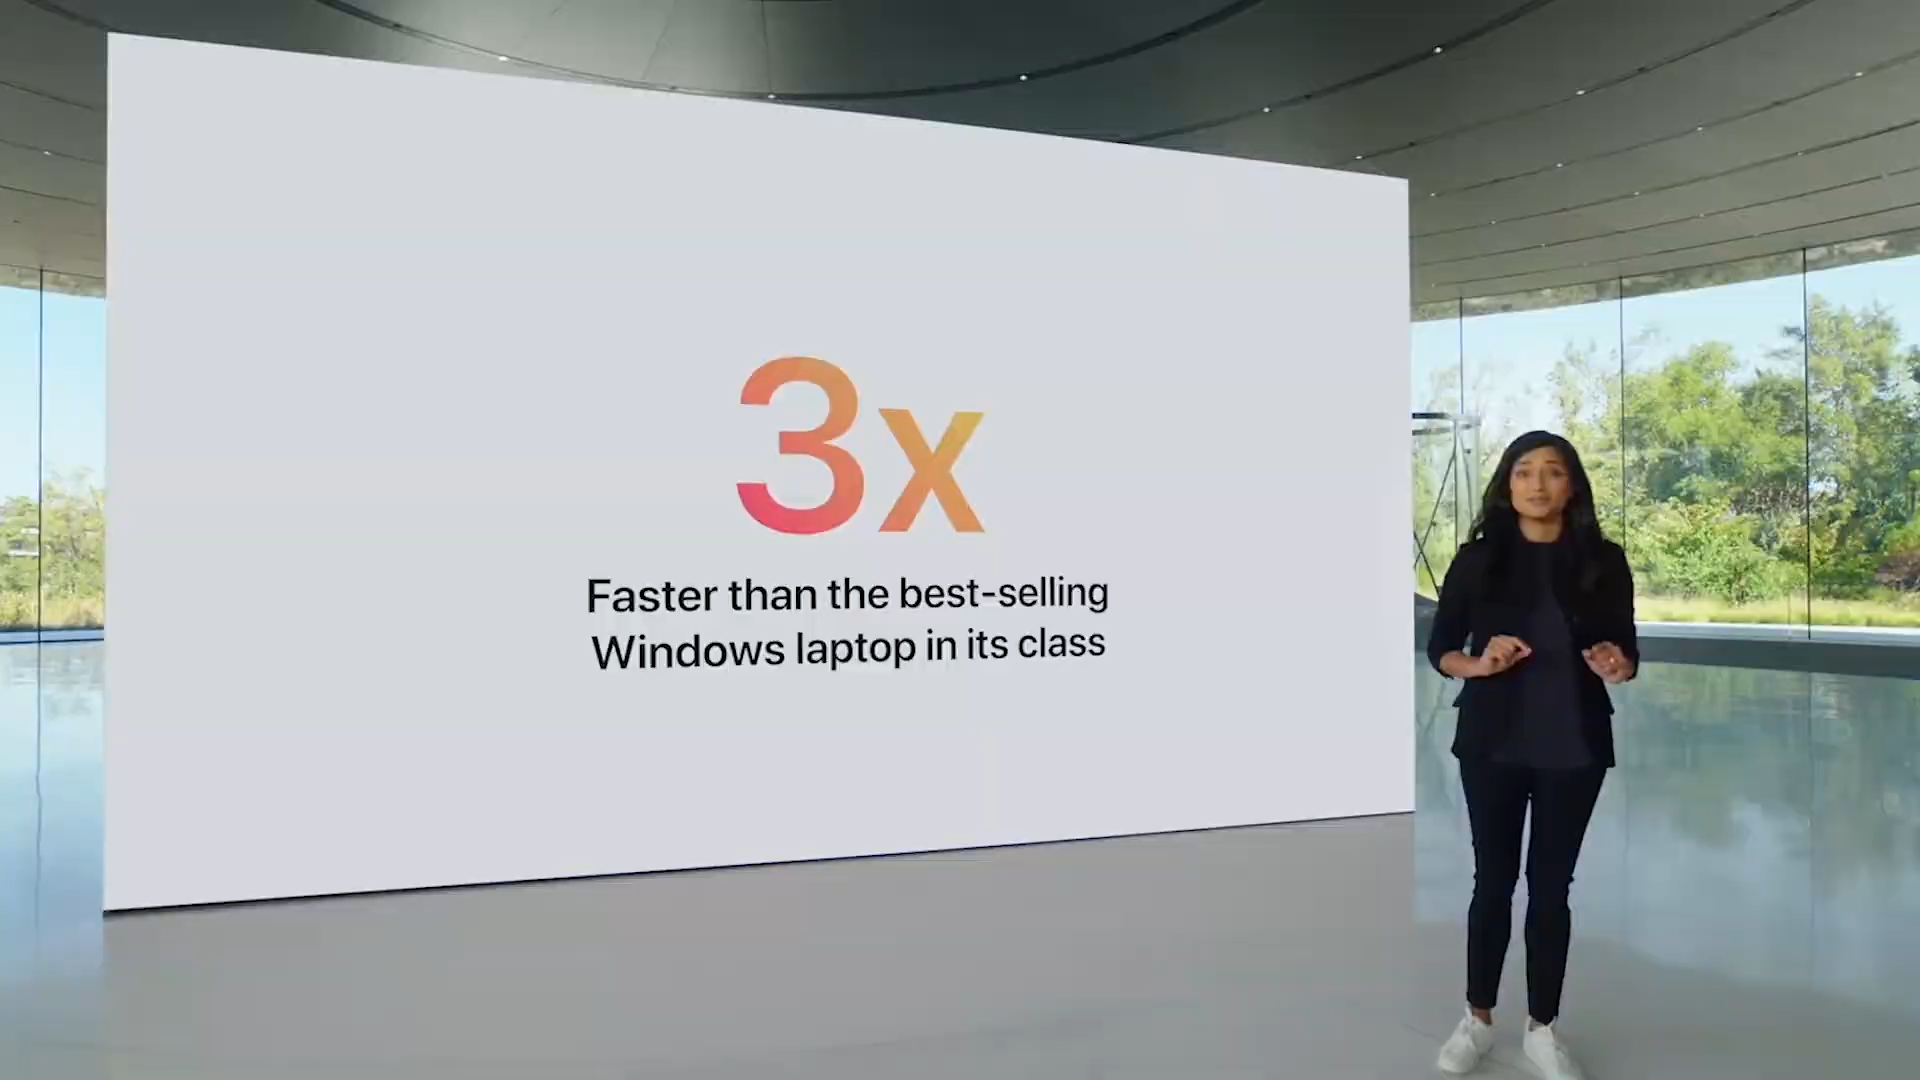 3x
Faster than the best-selling
Windows laptop in its class